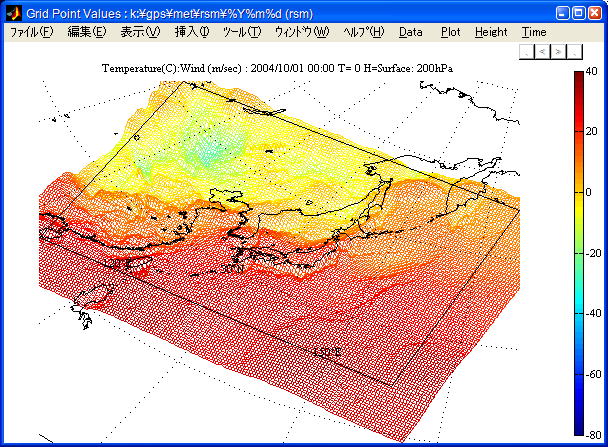 Grid Point Values : k:¥gps¥met¥rsm¥%Y%m%d (rsm)
ﾌｧｲﾙ(F) 編集(E) 表示(V) 挿入(I) ﾂｰﾙ(T) ｳｨﾝﾄﾞｳ(W) ﾍﾙﾌﾟ(H) Data Plot Height Time
. < > .
Temperature(C):Wind (m/sec) : 2004/10/01 00:00 T= 0 H=Surface: 200hPa
40
20
0
-20
-40
-60
-80